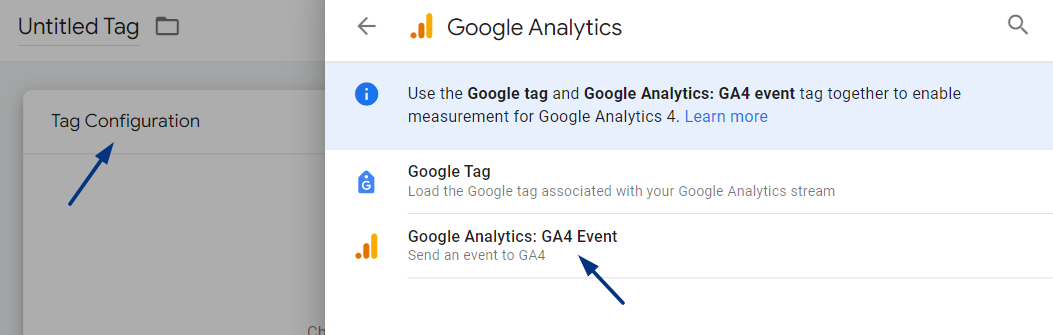 Untitled Tag
Google Analytics
Tag Configuration
Use the Google tag and Google Analytics: GA4 event tag together to enable
measurement for Google Analytics 4. Learn more
Google Tag
Load the Google tag associated with your Google Analytics stream
Google Analytics: GA4 Event
Send an event to GA4